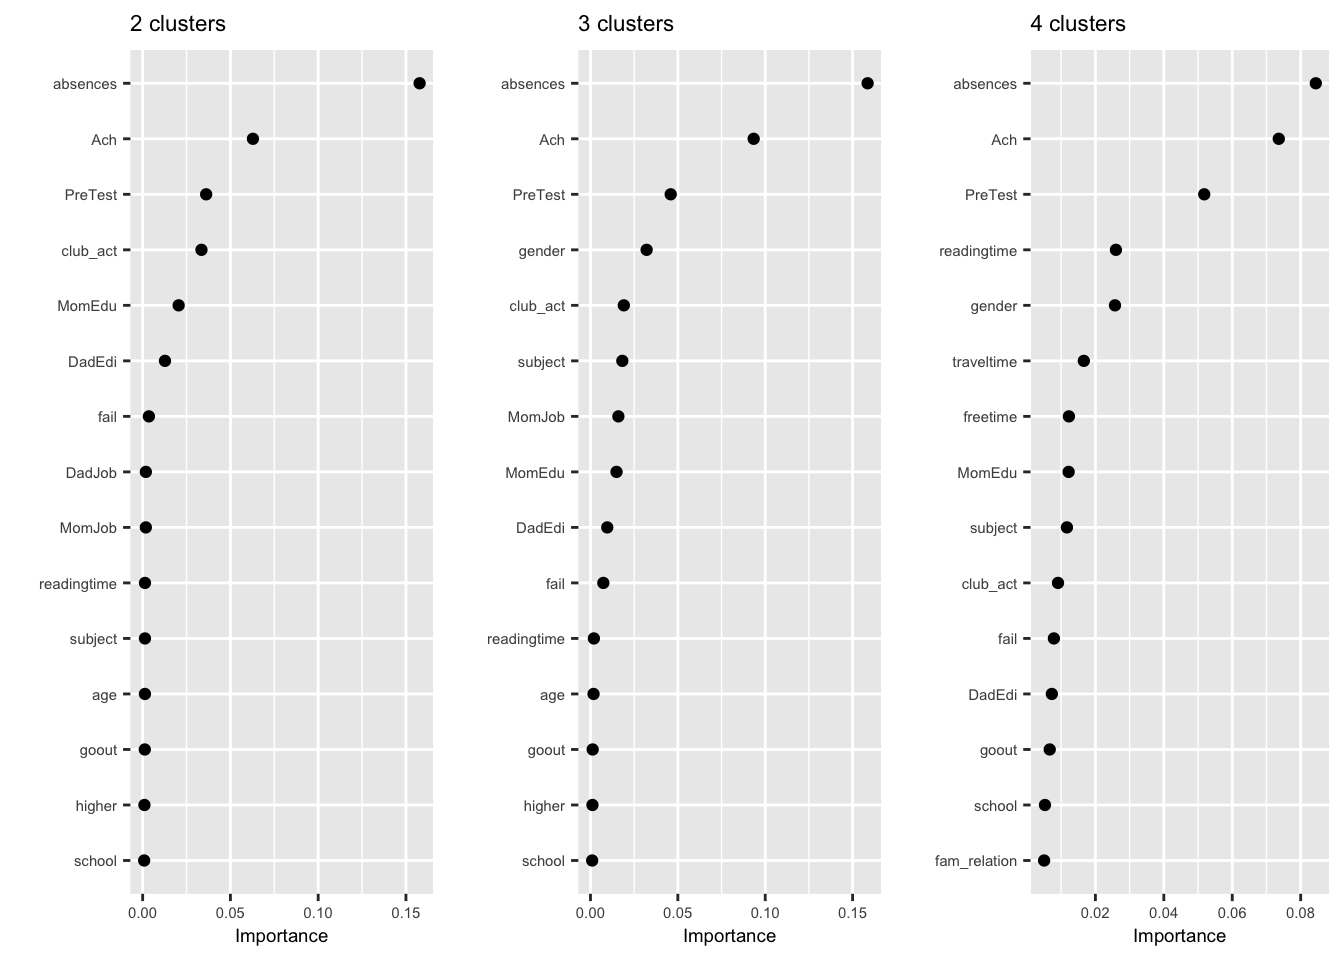 2 clusters
absences
Ach
PreTest
club_act
MomEdu
DadEdi
fail
DadJob
MomJob
readingtime
subject
age
goout
higher
school
0.00 0.05 0.10 0.15
Importance
3 clusters
absences
Ach
PreTest
gender
club_act
subject
MomJob
MomEdu
DadEdi
fail
readingtime
age
goout
higher
school
0.00 0.05 0.10 0.15
Importance
4 clusters
absences
Ach
PreTest
readingtime
gender
traveltime
freetime
MomEdu
subject
club_act
fail
DadEdi
goout
school
fam_relation
0.02 0.04 0.06 0.08
Importance